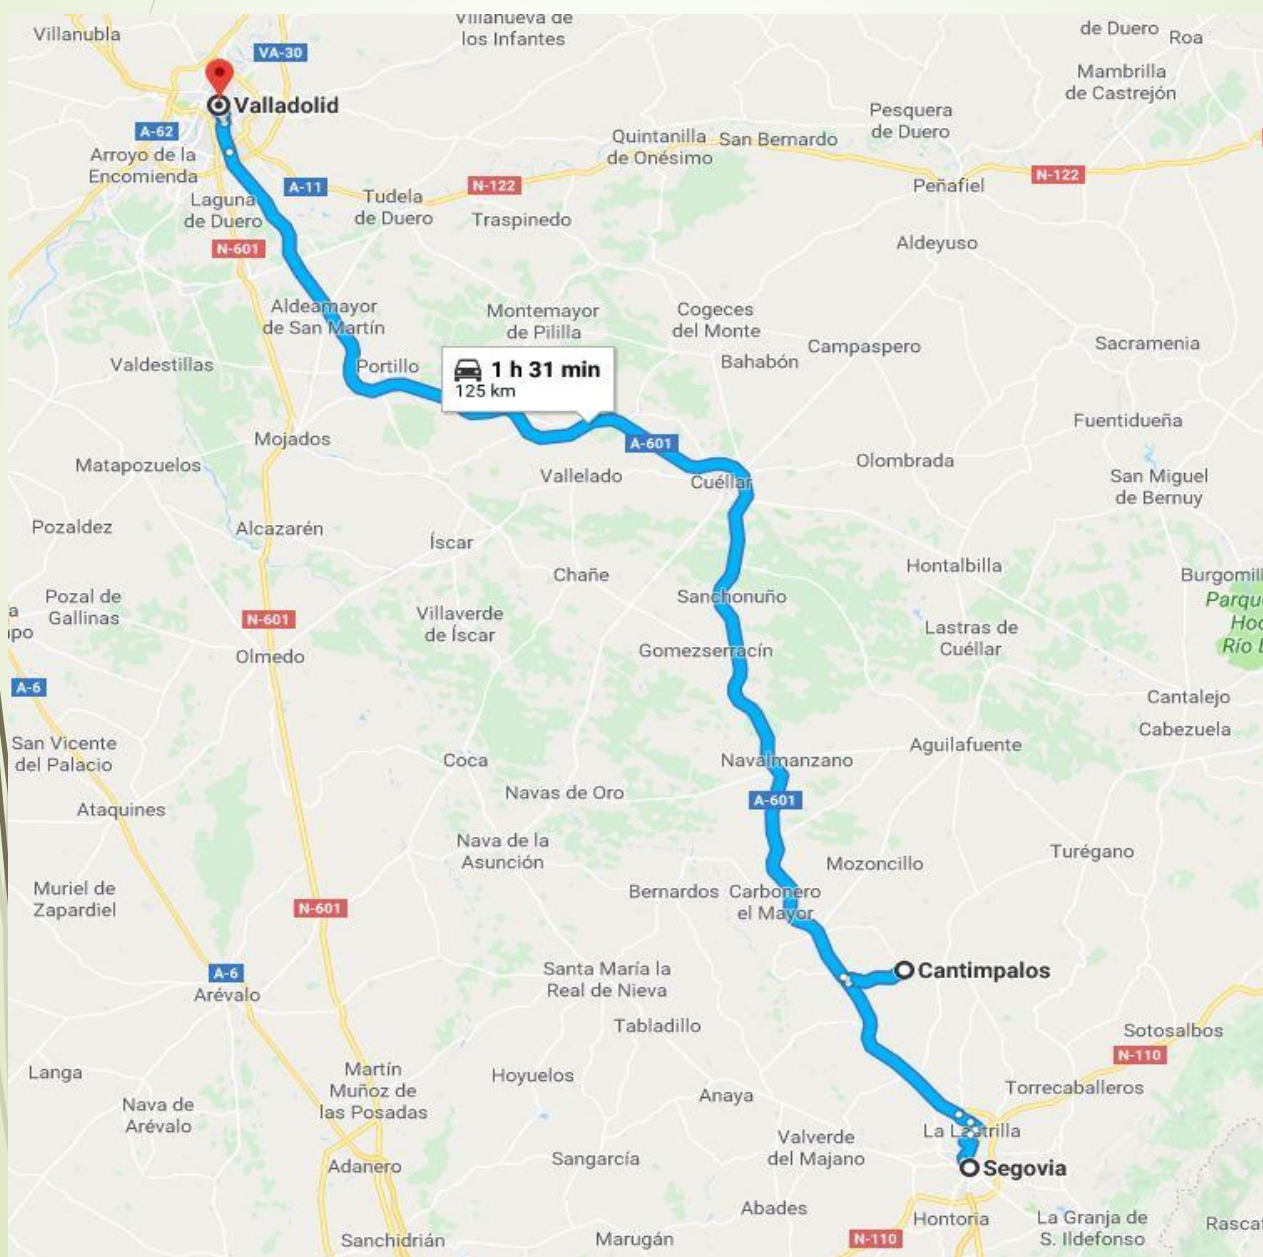 Villanueva de
los Infantes
de Duero
Roa
Villanubla
VA-30
Mambrilla
de Castrejón
Valladolid
Pesquera
de Duero
A-62
Quintanilla
de Onésimo
San Bernardo
Arroyo de la
Encomienda
A-11
N-122
Peñafiel
N-122
Laguna
de Duero
Tudela
de Duero
Traspinedo
N-601
Aldeyuso
Aldeamayor
de San Martín
Montemayor
de Pililla
Cogeces
del Monte
Campaspero
Sacramenia
Valdestillas
Portillo
1 h 31 min
125 km
Bahabón
Fuentidueña
Mojados
A-601
Matapozuelos
Vallelado
Cuéllar
Olombrada
San Miguel
de Bernuy
Pozaldez
Alcazarén
Íscar
Chañe
Hontalbilla
Burgomill
a
po
Pozal de
Gallinas
N-601
Villaverde
de Íscar
Sanchonuño
Lastras de
Cuéllar
Parqu
Hoc
Río
Olmedo
Gomezserracín
A-6
Cantalejo
Cabezuela
San Vicente
del Palacio
Coca
Navalmanzano
Aguilafuente
Navas de Oro
A-601
Ataquines
Nava de la
Asunción
Mozoncillo
Turégano
Muriel de
Zapardiel
N-601
Bernardos
Carbonero
el Mayor
A-6
Arévalo
Santa María la
Real de Nieva
Cantimpalos
Tabladillo
Sotosalbos
N-110
Langa
Martín
Muñoz de
las Posadas
Hoyuelos
Anaya
Torrecaballeros
Nava de
Arévalo
La Lastrilla
Adanero
Sangarcía
Valverde
del Majano
Segovia
Abades
Hontoria
La Granja de
S. Ildefonso
Rasca
Sanchidrián
Marugán
N-110